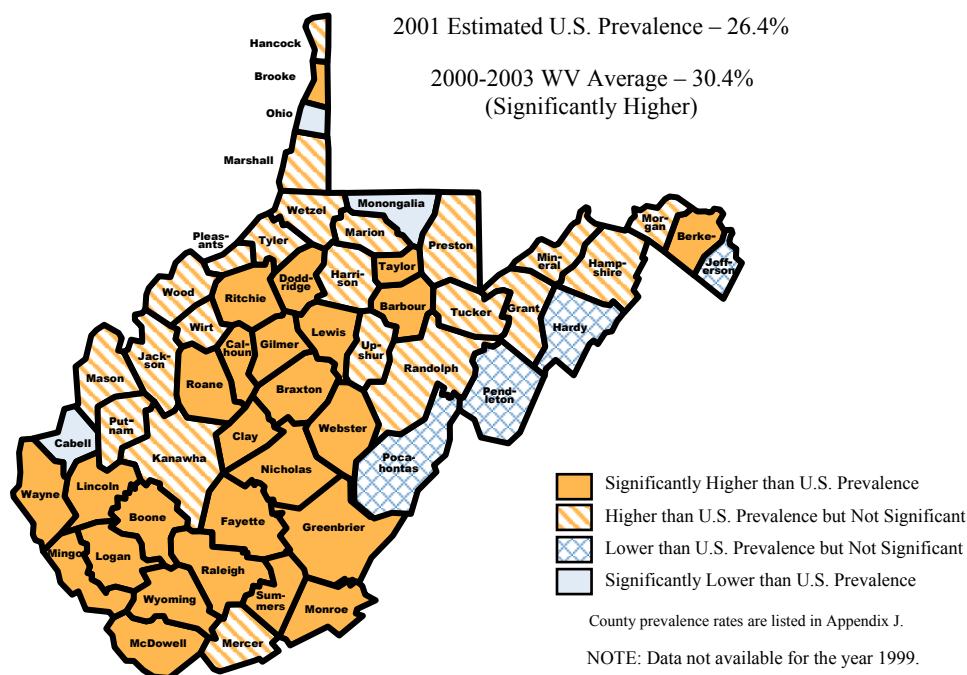 2001 Estimated U.S. Prevalence – 26.4%
2000-2003 WV Average – 30.4%
(Significantly Higher)
Hancock
Brooke
Ohio
Marshall
Wetzel
Monongalia
Marion
Preston
Pleas-
ants
Tyler
Wood
Ritchie
Dodd-
ridge
Harri-
son
Taylor
Barbour
Tucker
Grant
Min-
eral
Hamp-
shire
Mor-
gan
Berke-
Jeff-
erson
Hardy
Pend-
leton
Wirt
Jack-
son
Mason
Put-
nam
Cabell
Roane
Cal-
houn
Gilmer
Lewis
Up-
shur
Randolph
Braxton
Webster
Poca-
hontas
Clay
Kanawha
Nicholas
Wayne
Lincoln
Boone
Fayette
Greenbrier
Mingo
Logan
Raleigh
Wyoming
Sum-
mers
Monroe
McDowell
Mercer
Significantly Higher than U.S. Prevalence
Higher than U.S. Prevalence but Not Significant
Lower than U.S. Prevalence but Not Significant
Significantly Lower than U.S. Prevalence
County prevalence rates are listed in Appendix J.
NOTE: Data not available for the year 1999.